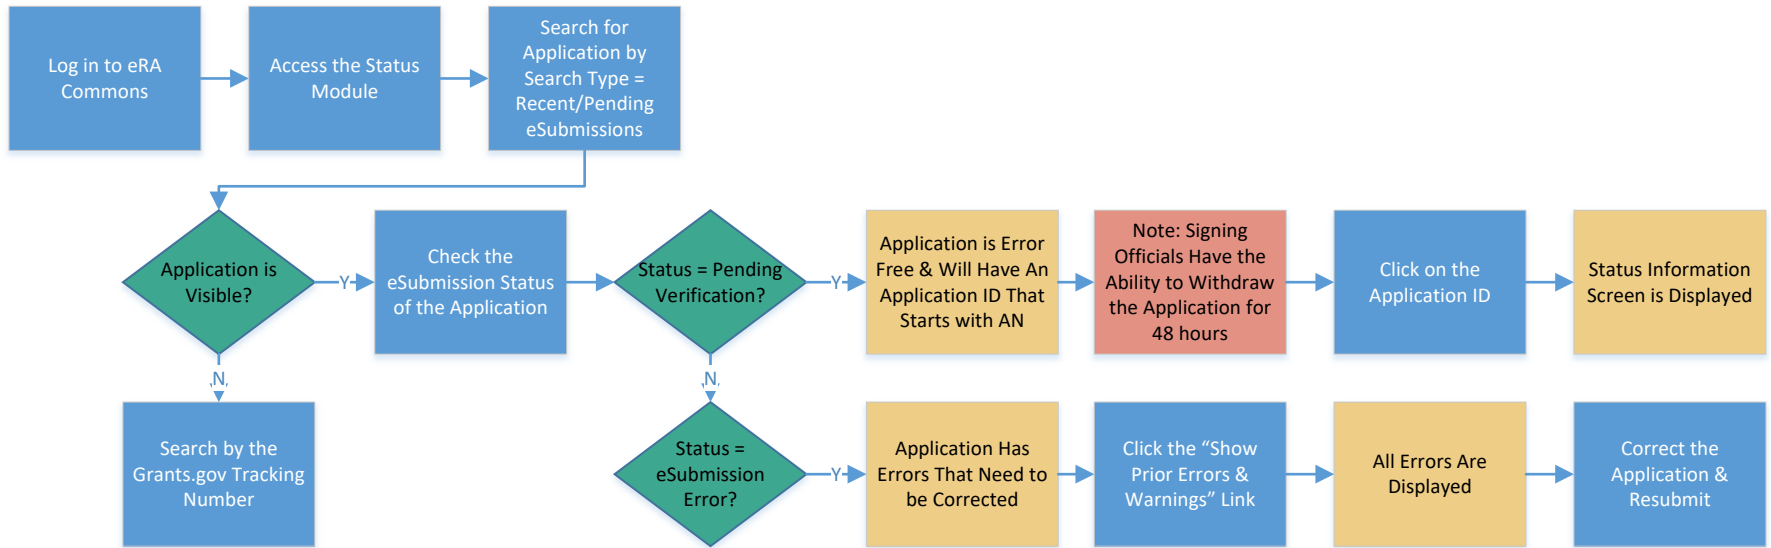 Log in to eRA
Commons
Access the Status
Module
Search for
Application by
Search Type =
Recent/Pending
eSubmissions
Application is
Visible?
Y
Check the
eSubmission Status
of the Application
Status = Pending
Verification?
Y
Application is Error
Free & Will Have An
Application ID That
Starts with AN
Note: Signing
Officials Have the
Ability to Withdraw
the Application for
48 hours
Click on the
Application ID
Status Information
Screen is Displayed
N
N
Search by the
Grants.gov Tracking
Number
Status =
eSubmission
Error?
Y
Application Has
Errors That Need to
be Corrected
Click the “Show
Prior Errors &
Warnings” Link
All Errors Are
Displayed
Correct the
Application &
Resubmit